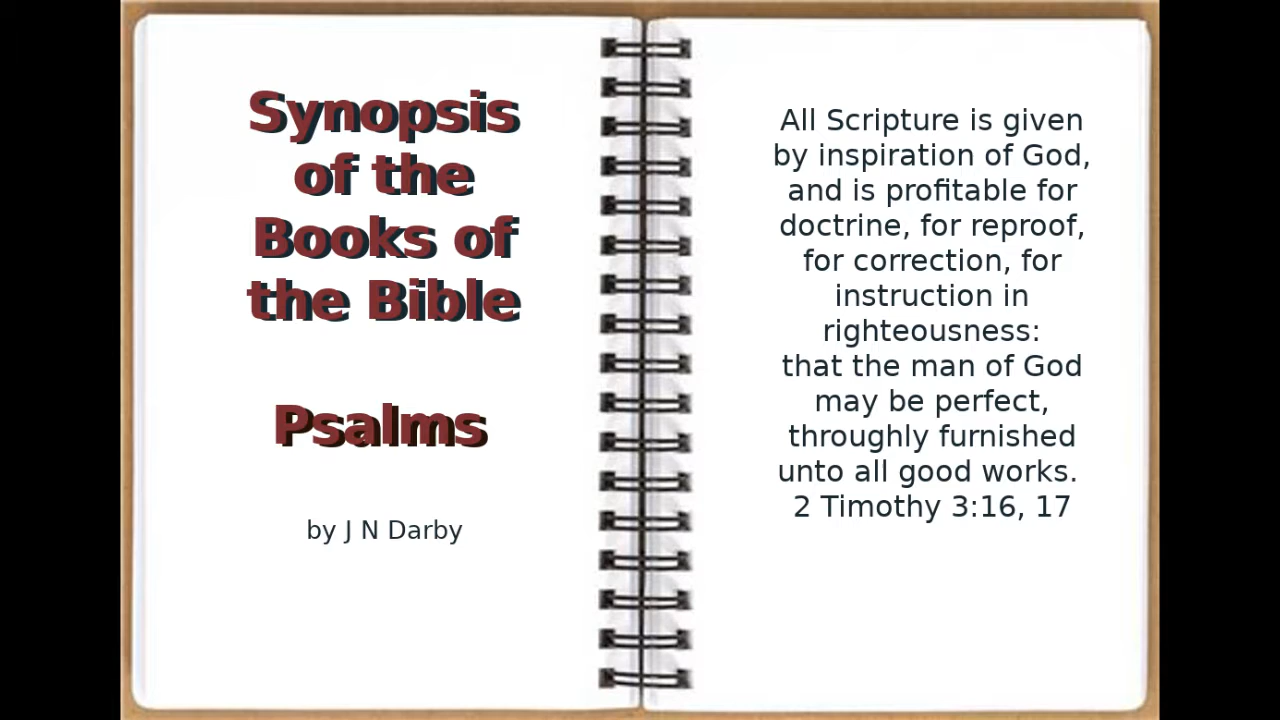 Synopsis
of the
Books of
the Bible
Psalms
by J N Darby
All Scripture is given
by inspiration of God,
and is profitable for
doctrine, for reproof,
for correction, for
instruction in
righteousness:
that the man of God
may be perfect,
throughly furnished
unto all good works.
2 Timothy 3:16, 17